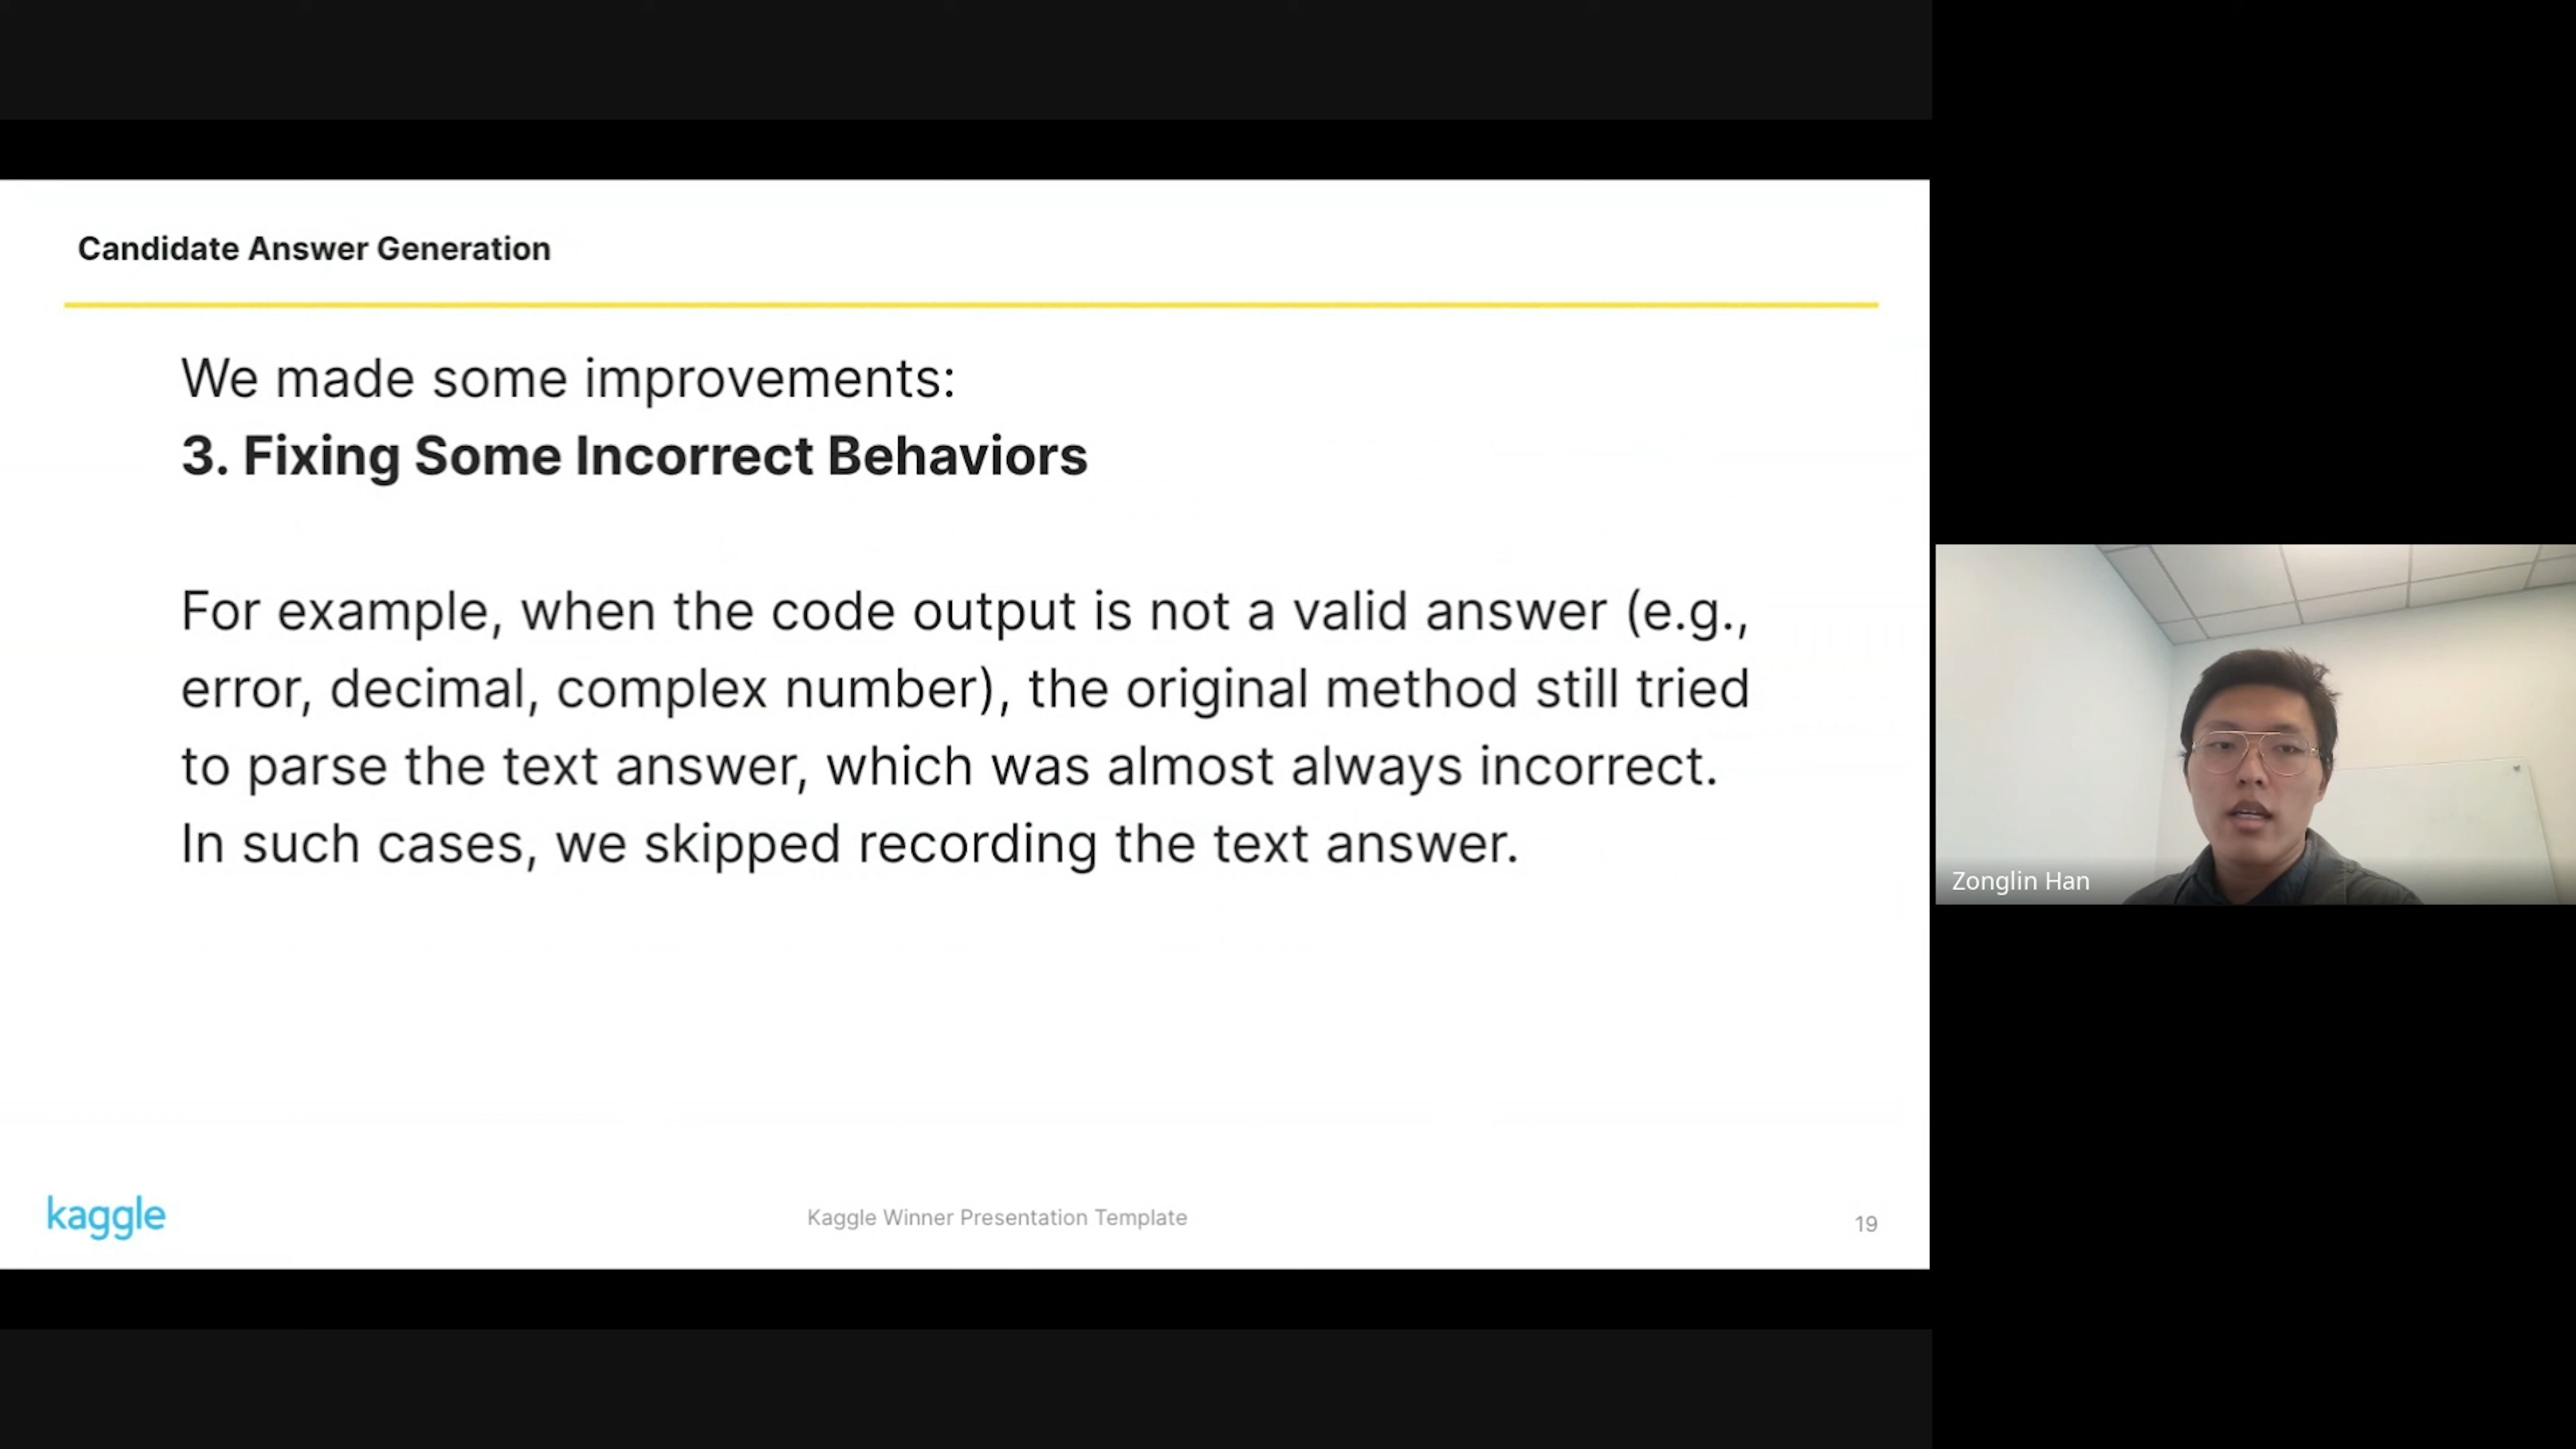 Candidate Answer Generation
We made some improvements:
3. Fixing Some Incorrect Behaviors
For example, when the code output is not a valid answer (e.g.,
error, decimal, complex number), the original method still tried
to parse the text answer, which was almost always incorrect.
In such cases, we skipped recording the text answer.
kaggle
Kaggle Winner Presentation Template
19
Zonglin Han